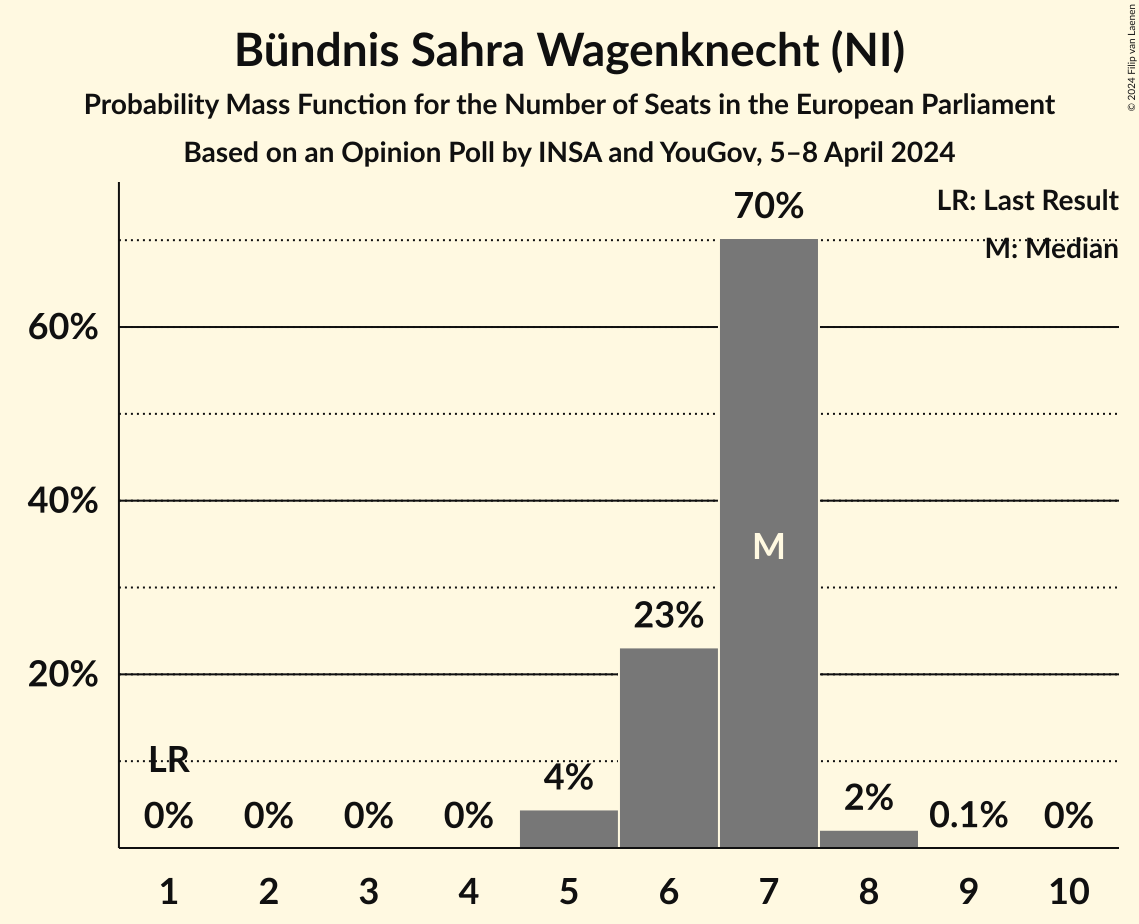 Bündnis Sahra Wagenknecht (NI)
Probability Mass Function for the Number of Seats in the European Parliament
Based on an Opinion Poll by INSA and YouGov, 5–8 April 2024
© 2024 Filip van Laenen
LR: Last Result
M: Median
70%
60%
40%
M
23%
20%
LR
4%
2%
0% 0% 0% 0% 0.1% 0%
1 2 3 4 5 6 7 8 9 10